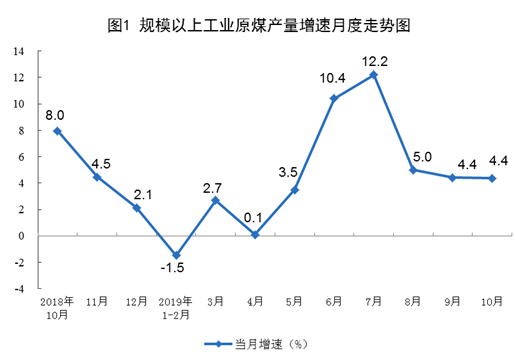 图1 规模以上工业原煤产量增速月度走势图
14
12
10
8
6
4
2
0
-2
-4
8.0
4.5
2.1
-1.5
2.7
0.1
3.5
10.4
12.2
5.0
4.4
4.4
2018年
10月
11月
12月
2019年
1-2月
3月
4月
5月
6月
7月
8月
9月
10月
当月增速（%）